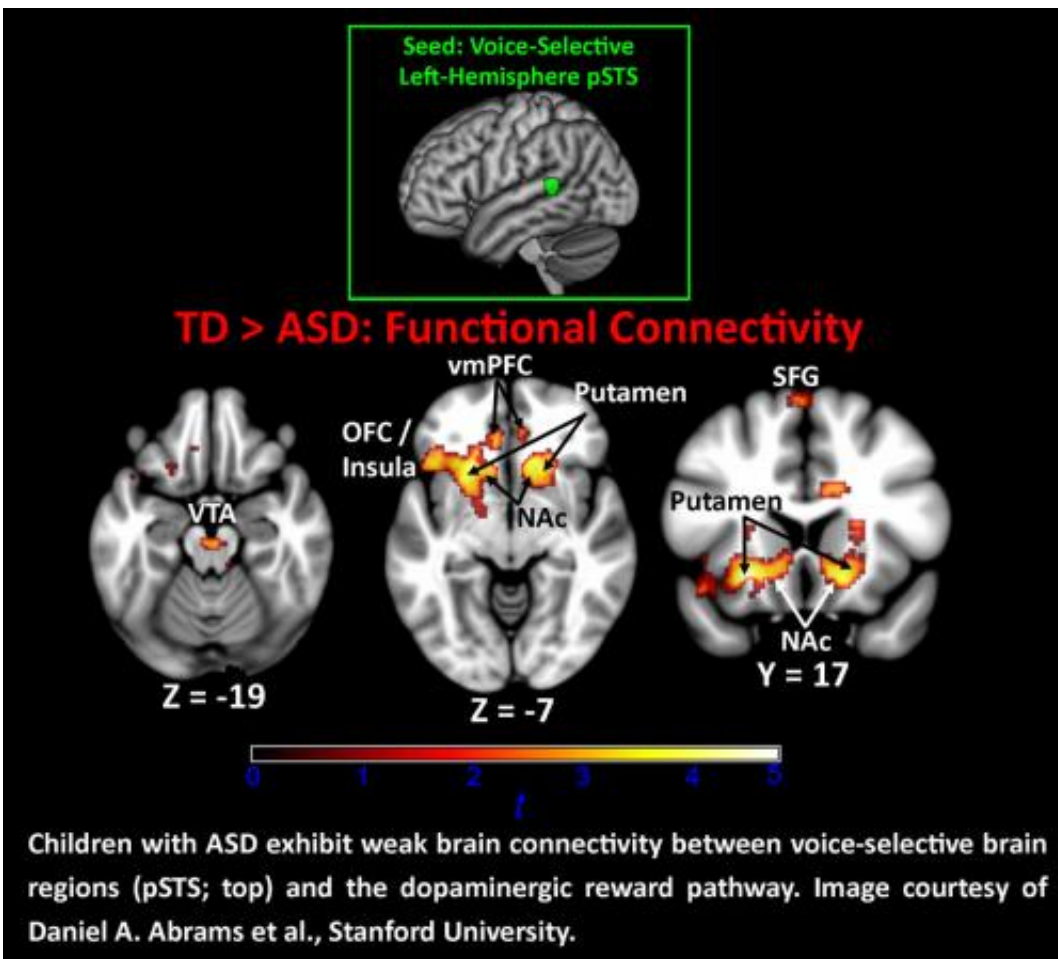 Seed: Voice-Selective
Left-Hemisphere pSTS
TD > ASD: Functional Connectivity
vmPFC
Putamen
OFC /
Insula
NAc
VTA
SFG
Putamen
NAc
Z = -19
Z = -7
Y = 17
0 1 2 3 4 5
t
Children with ASD exhibit weak brain connectivity between voice-selective brain
regions (pSTS; top) and the dopaminergic reward pathway. Image courtesy of
Daniel A. Abrams et al., Stanford University.